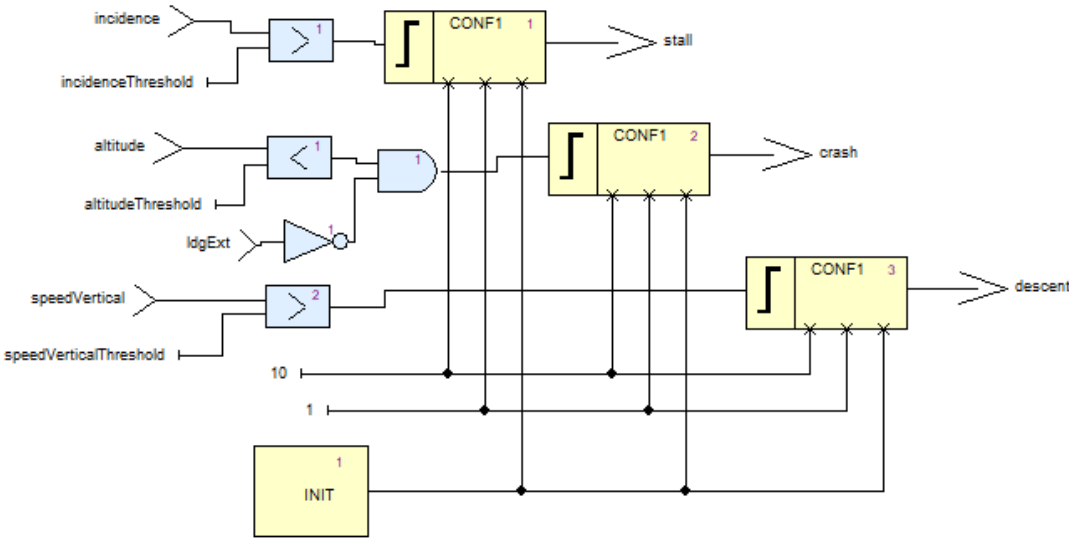 incidence
1
>
incidenceThreshold
CONF1 1
stall
altitude
1
<
altitudeThreshold
1
ldgExt
1
CONF1 2
crash
speedVertical
2
>
speedVerticalThreshold
CONF1 3
descent
10
1
1
INIT